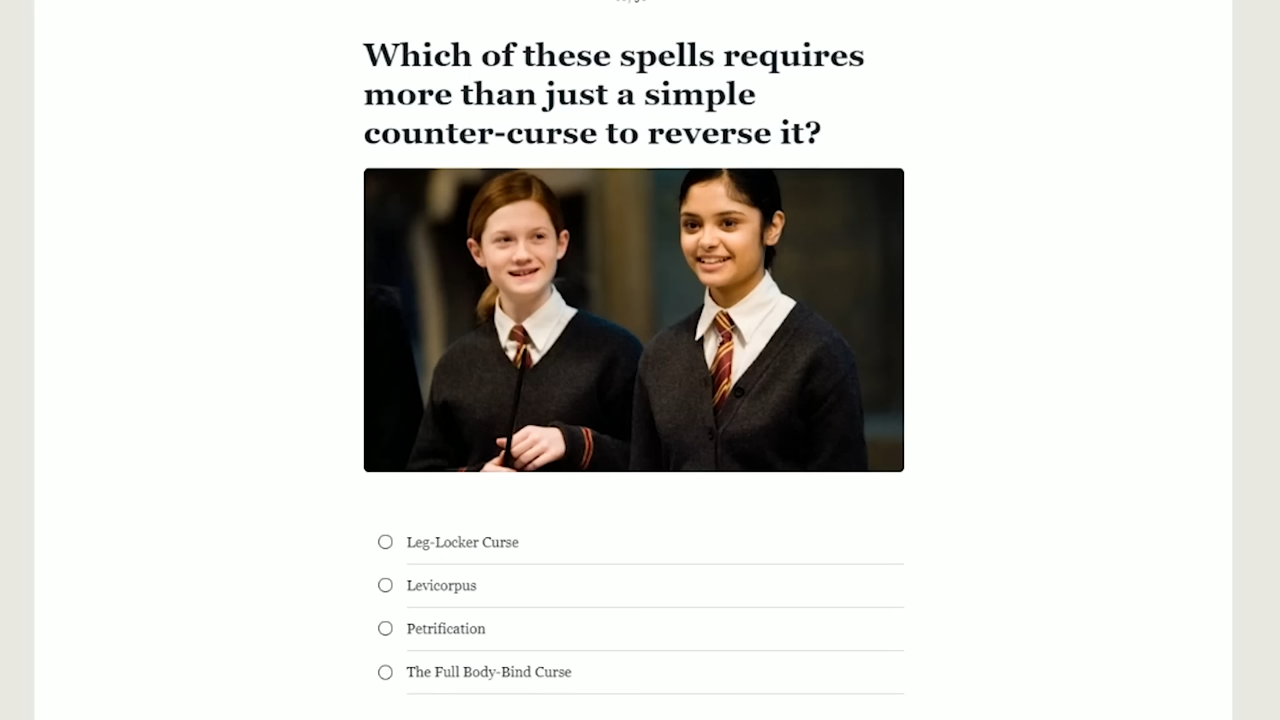 Which of these spells requires
more than just a simple
counter-curse to reverse it?
Leg-Locker Curse
Levicorpus
Petrification
The Full Body-Bind Curse